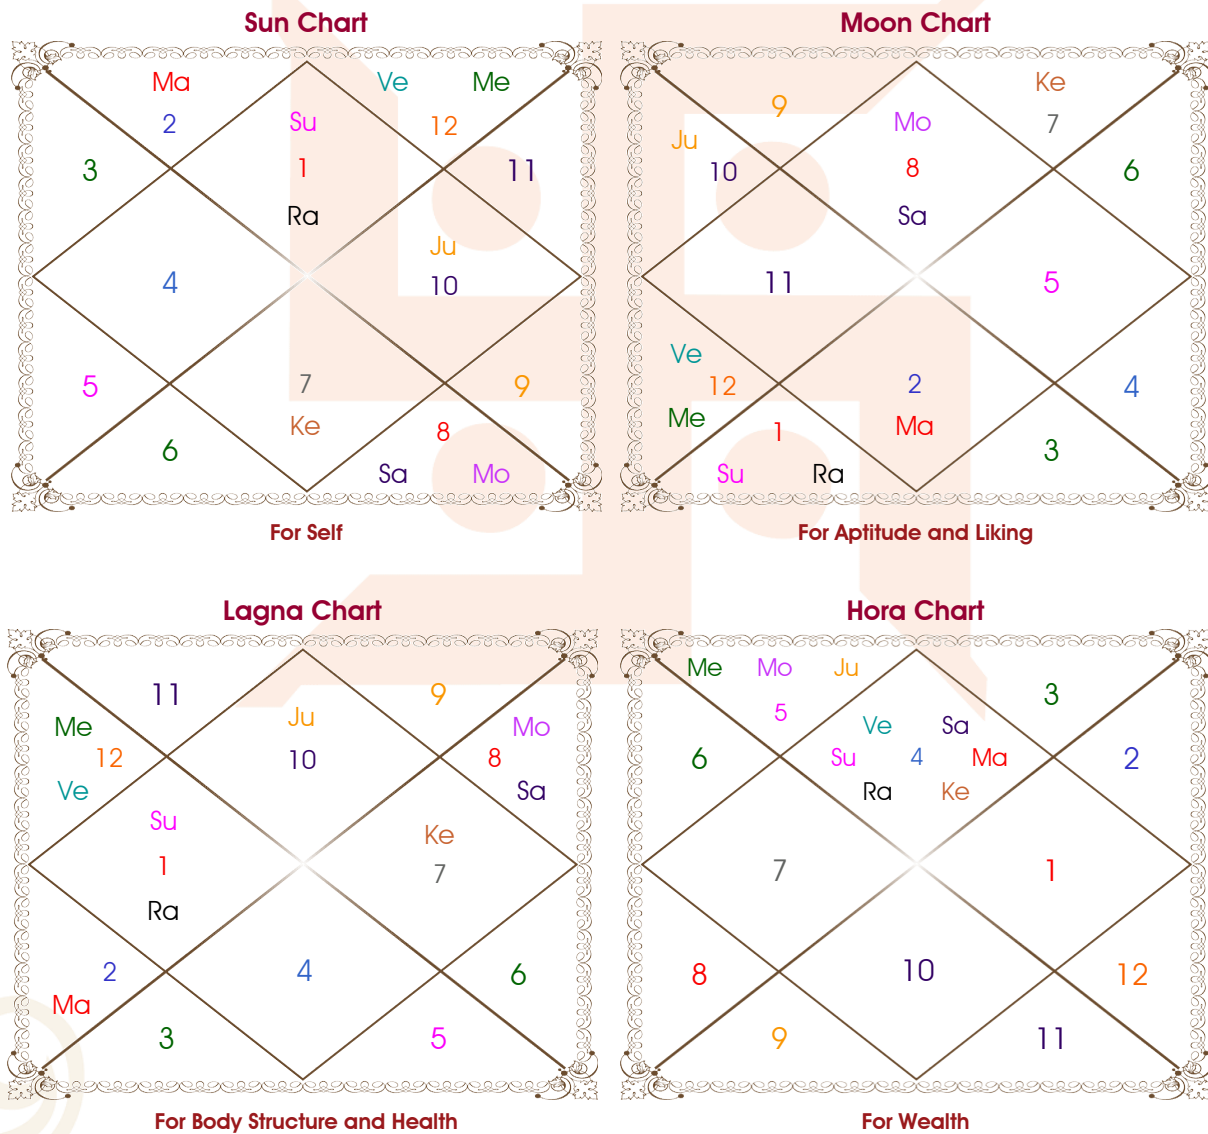 Sun Chart
Ma
Ve Me
2
Su
12
3
1
11
Ra
Ju
4
10
5
7
9
Ke
8
6
Sa Mo
For Self
Moon Chart
Ke
9
Mo
7
Ju
10
8
6
Sa
11
5
Ve
12
2
4
Me
Ma
1
3
Su Ra
For Aptitude and Liking
Lagna Chart
11
9
Ju
Me
Mo
12
10
8
Ve
Sa
Su
Ke
1
7
Ra
2
4
6
Ma
3
5
For Body Structure and Health
Hora Chart
Me Mo Ju
3
5
Ve Sa
6
Su 4 Ma
2
Ra Ke
7
1
8
10
12
9
11
For Wealth